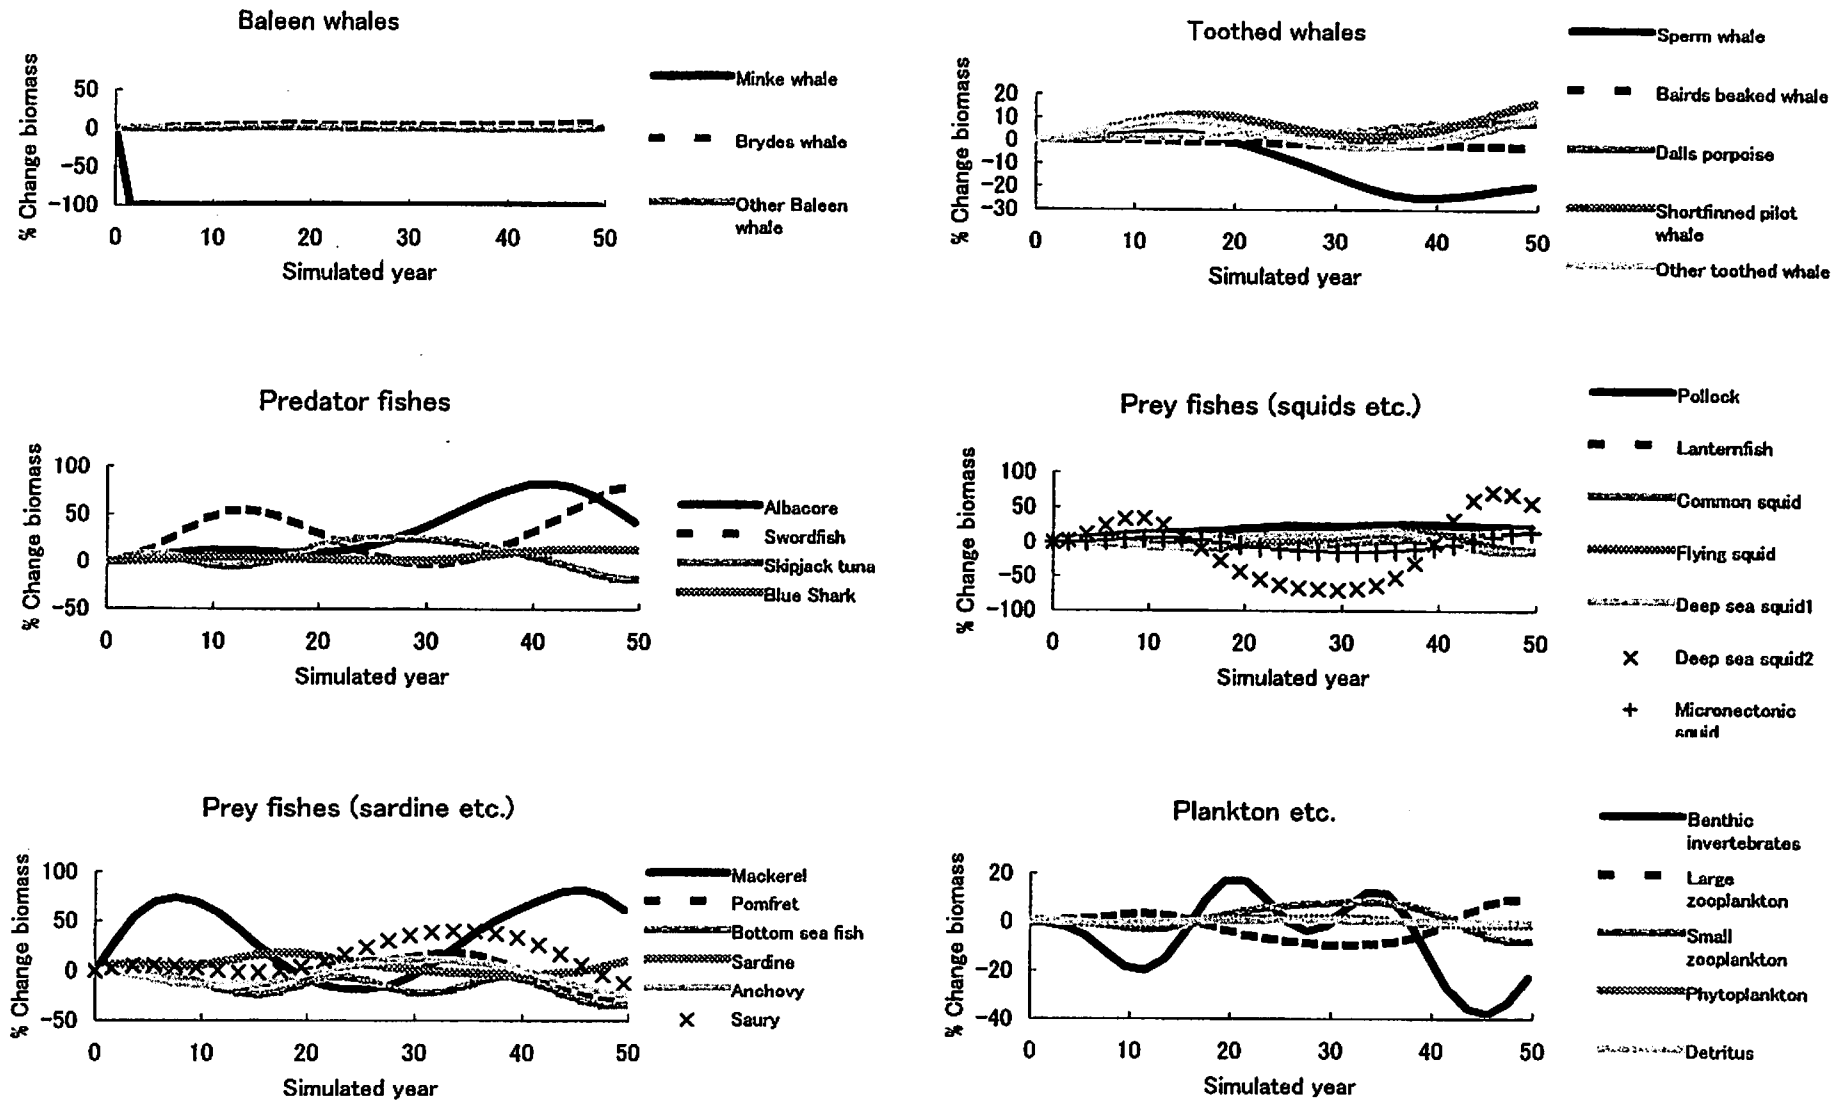 Baleen whales
% Change biomass
50
0
-50
-100
0 10 20 30 40 50
Simulated year
Minke whale
Brydes whale
Other Baleen
whale
Toothed whales
% Change biomass
20
10
0
-10
-20
-30
0 10 20 30 40 50
Simulated year
Sperm whale
Bairds beaked whale
Dalls porpoise
Shortfinned pilot
whale
Other toothed whale
Predator fishes
% Change biomass
100
50
0
-50
0 10 20 30 40 50
Simulated year
Albacore
Swordfish
Skipjack tuna
Blue Shark
Prey fishes (squids etc.)
% Change biomass
100
50
0
-50
-100
0 10 20 30 40 50
Simulated year
Pollock
Lanternfish
Common squid
Flying squid
Deep sea squid1
Deep sea squid2
Micronectonic
squid
Prey fishes (sardine etc.)
% Change biomass
100
50
0
-50
0 10 20 30 40 50
Simulated year
Mackerel
Pomfret
Bottom sea fish
Sardine
Anchovy
Saury
Plankton etc.
% Change biomass
20
0
-20
-40
0 10 20 30 40 50
Simulated year
Benthic
invertebrates
Large
zooplankton
Small
zooplankton
Phytoplankton
Detritus